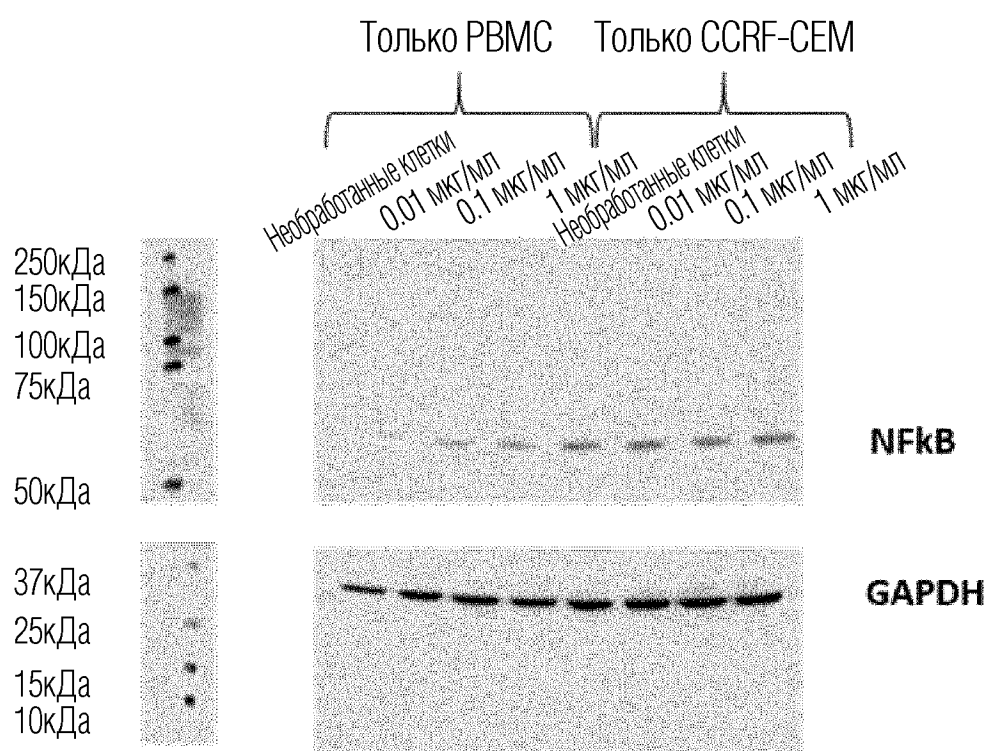 Только PBMC Только CCRF-CEM
Необработанные клетки 0.01 мкг/мл 0.1 мкг/мл 1 мкг/мл Необработанные клетки 0.01 мкг/мл 0.1 мкг/мл 1 мкг/мл
250кДа
150кДа
100кДа
75кДа
NFkB
50кДа
37кДа
GAPDH
25кДа
15кДа
10кДа